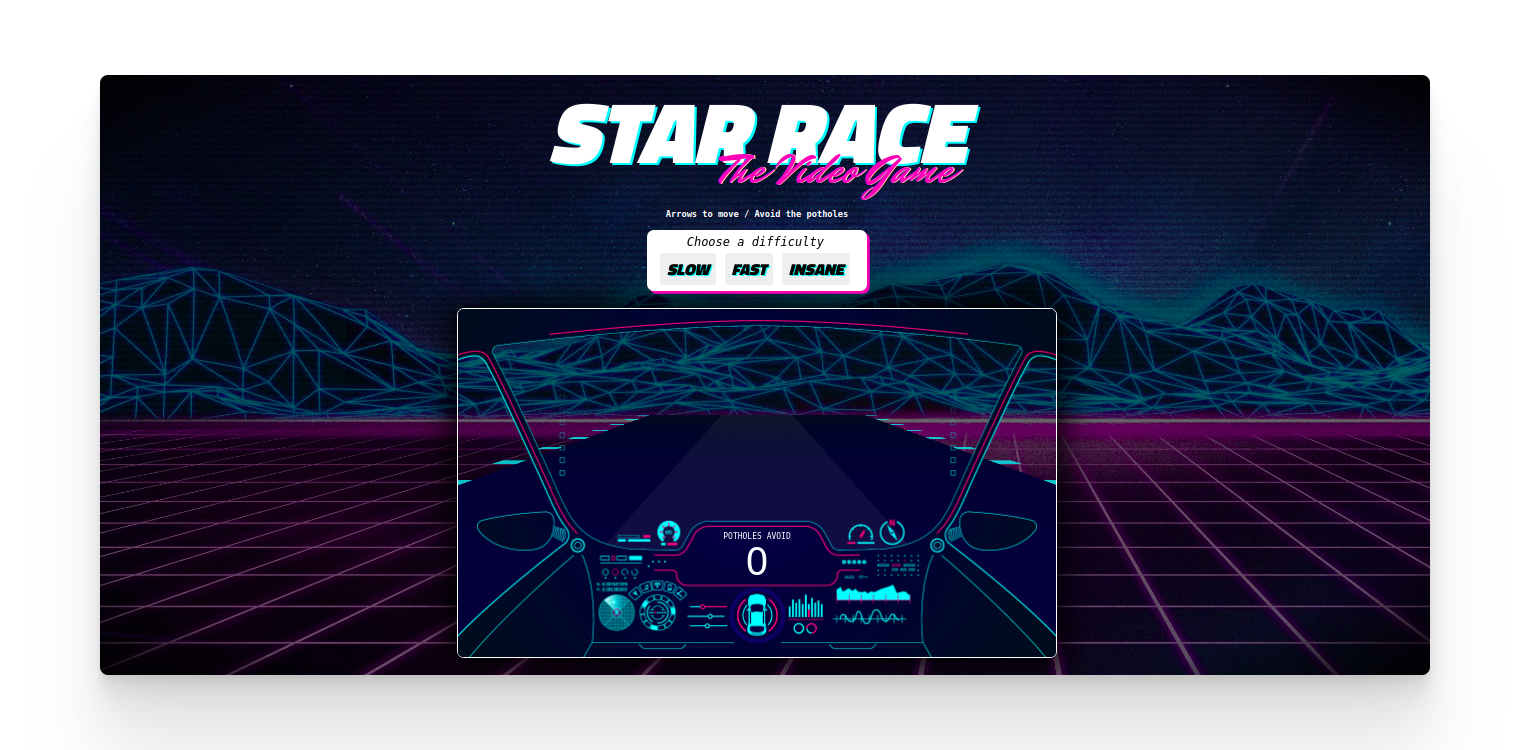 STAR RACE
The Video Game
Arrows to move / Avoid the potholes
Choose a difficulty
SLOW FAST INSANE
N
POTHOLES AVOID
0